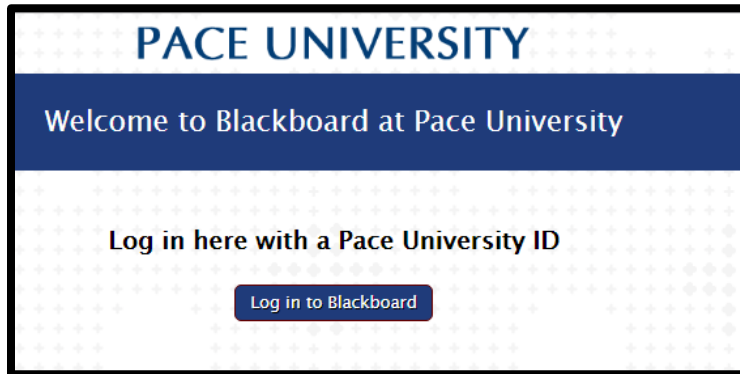 PACE UNIVERSITY
Welcome to Blackboard at Pace University
Log in here with a Pace University ID
Log in to Blackboard